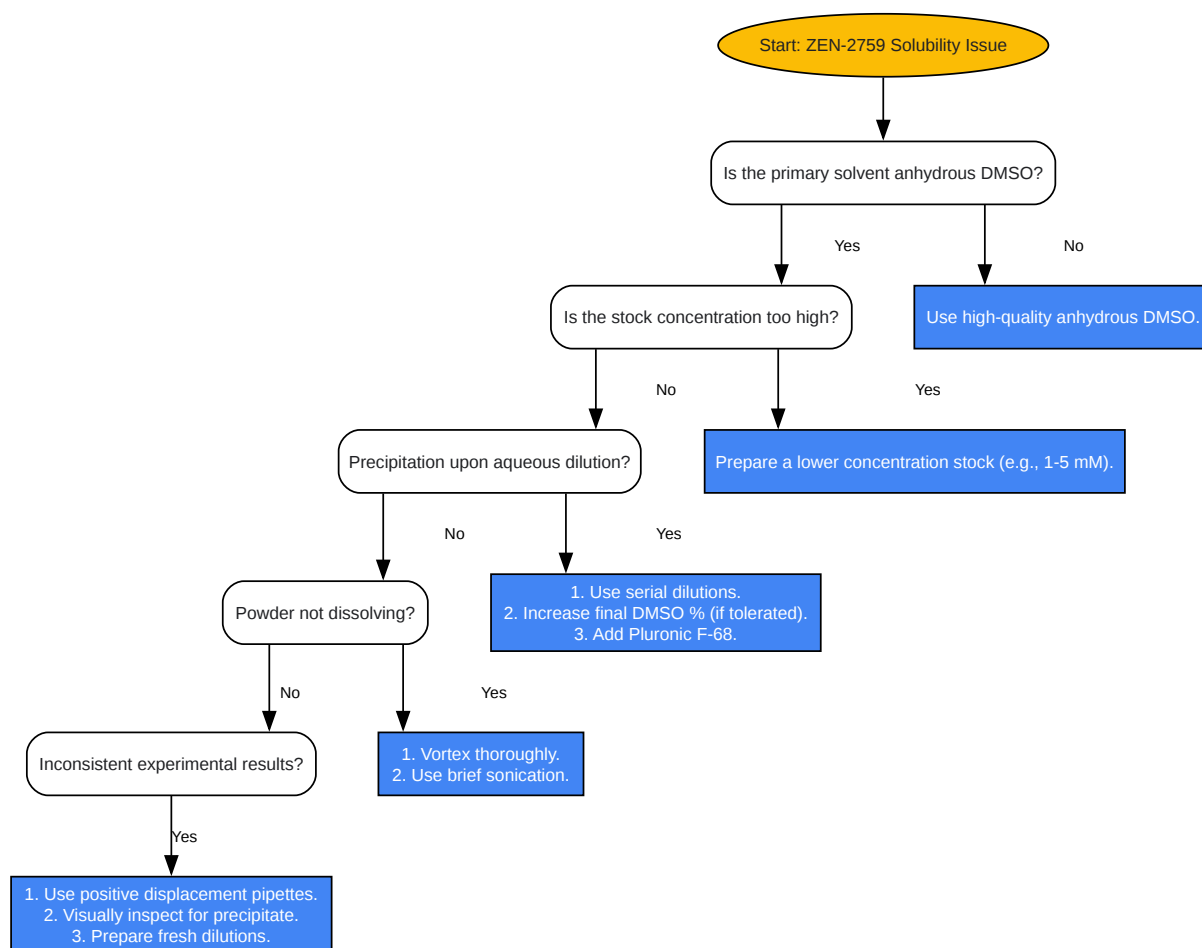 Start: ZEN-2759 Solubility Issue
Is the primary solvent anhydrous DMSO?
Yes
No
Is the stock concentration too high?
Use high-quality anhydrous DMSO.
No
Yes
Precipitation upon aqueous dilution?
Prepare a lower concentration stock (e.g., 1-5 mM).
No
Yes
Powder not dissolving?
1. Use serial dilutions.
2. Increase final DMSO % (if tolerated).
3. Add Pluronic F-68.
No
Yes
Inconsistent experimental results?
1. Vortex thoroughly.
2. Use brief sonication.
Yes
1. Use positive displacement pipettes.
2. Visually inspect for precipitate.
3. Prepare fresh dilutions.